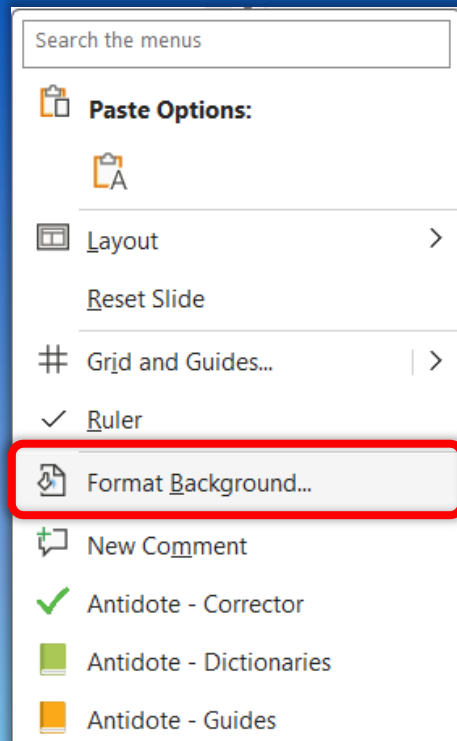 Search the menus
Paste Options:
A
Layout
Reset Slide
Grid and Guides...
Ruler
Format Background...
New Comment
Antidote - Corrector
Antidote - Dictionaries
Antidote - Guides